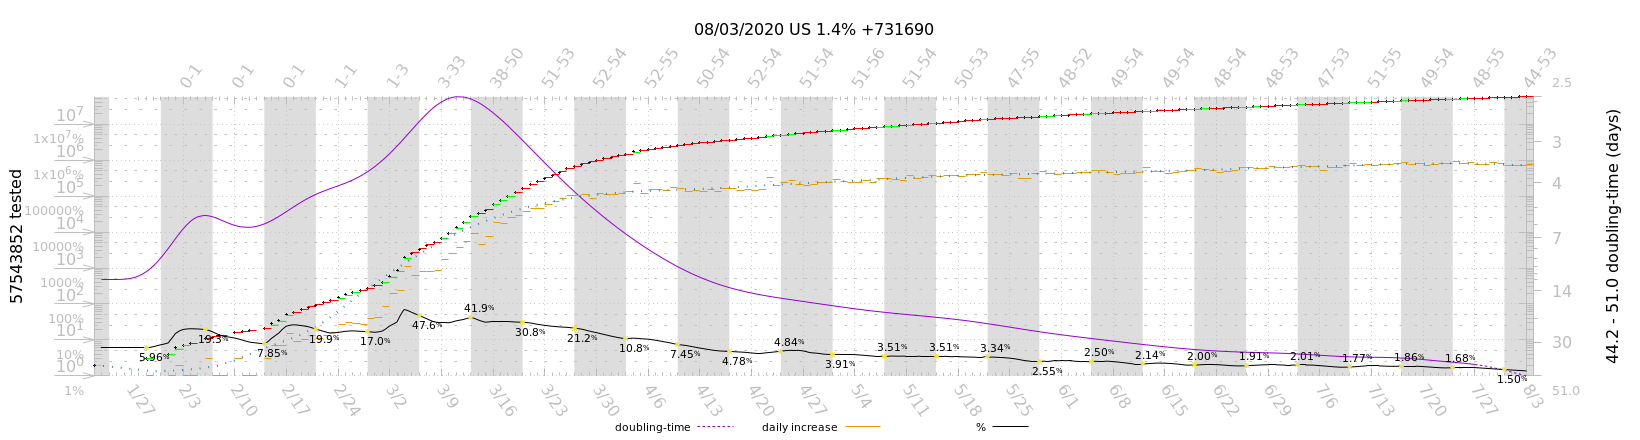 08/03/2020 US 1.4% +731690
0-1 0-1 0-1 1-1 1-3 3-33 38-50 51-53 52-54 52-55 50-54 52-54 51-54 51-56 51-54 50-53 47-55 48-52 49-54 49-54 48-54 48-53 47-53 51-55 49-54 48-55 44-53
57543852 tested
10⁷
1x10⁷%
10⁶
1x10⁶%
10⁵
100000%
10⁴
10000%
10³
1000%
10²
100%
10¹
10%
10⁰
1%
5.96% 19.3% 7.85% 19.9% 17.0% 47.6% 41.9% 30.8% 21.2% 10.8% 7.45% 4.78% 4.84% 3.91% 3.51% 3.51% 3.34% 2.55% 2.50% 2.14% 2.00% 1.91% 2.01% 1.77% 1.86% 1.68% 1.50%
2.5
3
4
7
14
30
51.0
44.2 - 51.0 doubling-time (days)
1/27 2/3 2/10 2/17 2/24 3/2 3/9 3/16 3/23 3/30 4/6 4/13 4/20 4/27 5/4 5/11 5/18 5/25 6/1 6/8 6/15 6/22 6/29 7/6 7/13 7/20 7/27 8/3
doubling-time daily increase %